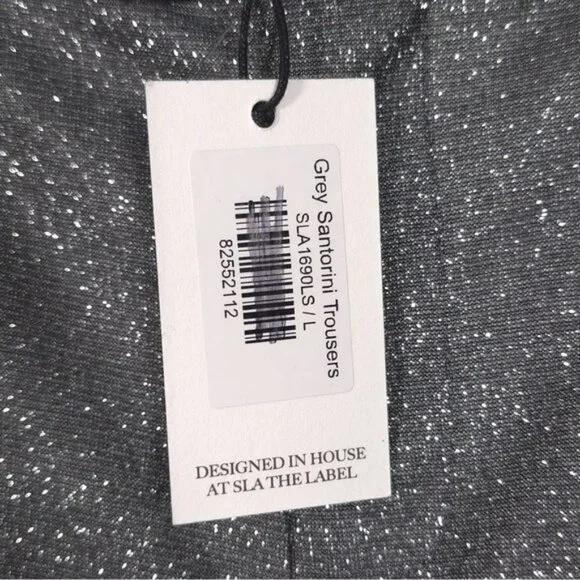 Grey Santorini Trousers
SLA1690LS / L
82552112
DESIGNED IN HOUSE
AT SLA THE LABEL